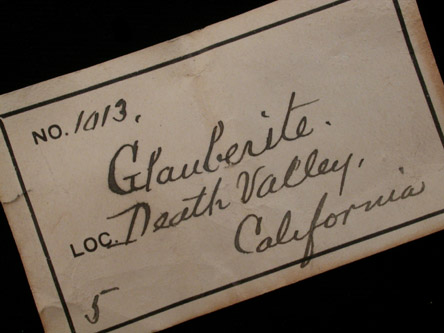 NO. 1013.
Glauberite.
LOC. Death Valley,
California
5